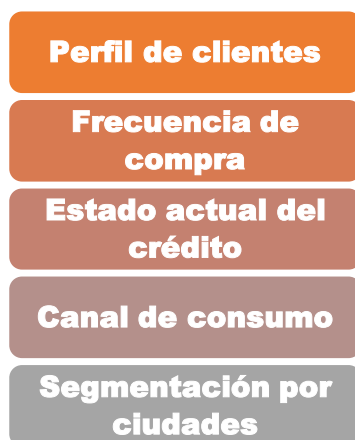 Perfil de clientes
Frecuencia de
compra
Estado actual del
crédito
Canal de consumo
Segmentación por
ciudades